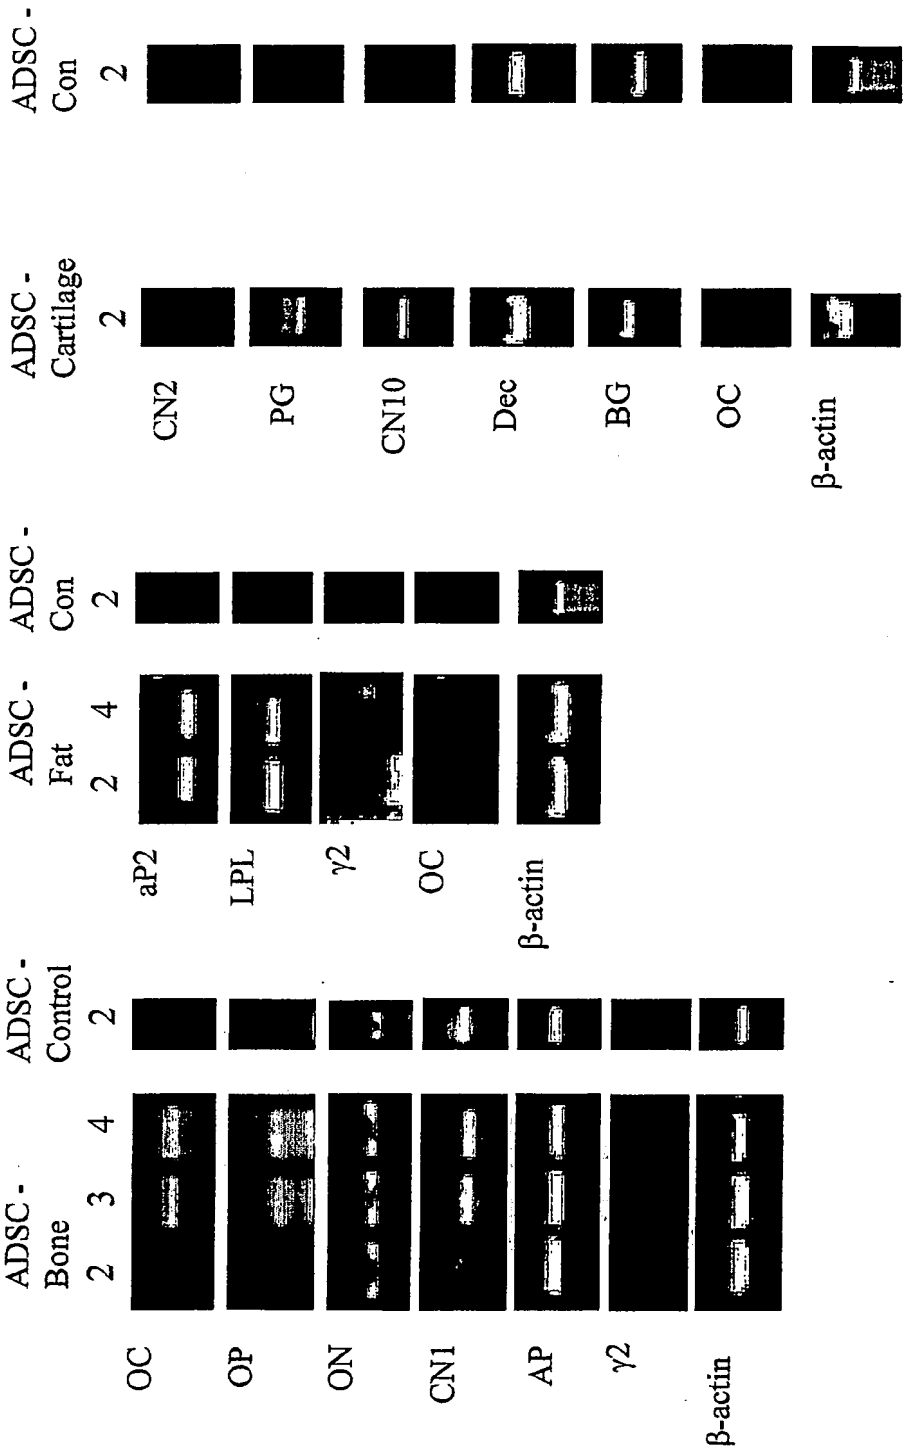 ADSC -
Bone
2 3 4
ADSC -
Control
2
OC
OP
ON
CN1
AP
γ2
β-actin
ADSC -
Fat
2 4
ADSC -
Con
2
aP2
LPL
γ2
OC
β-actin
ADSC -
Cartilage
2
ADSC -
Con
2
CN2
PG
CN10
Dec
BG
OC
β-actin